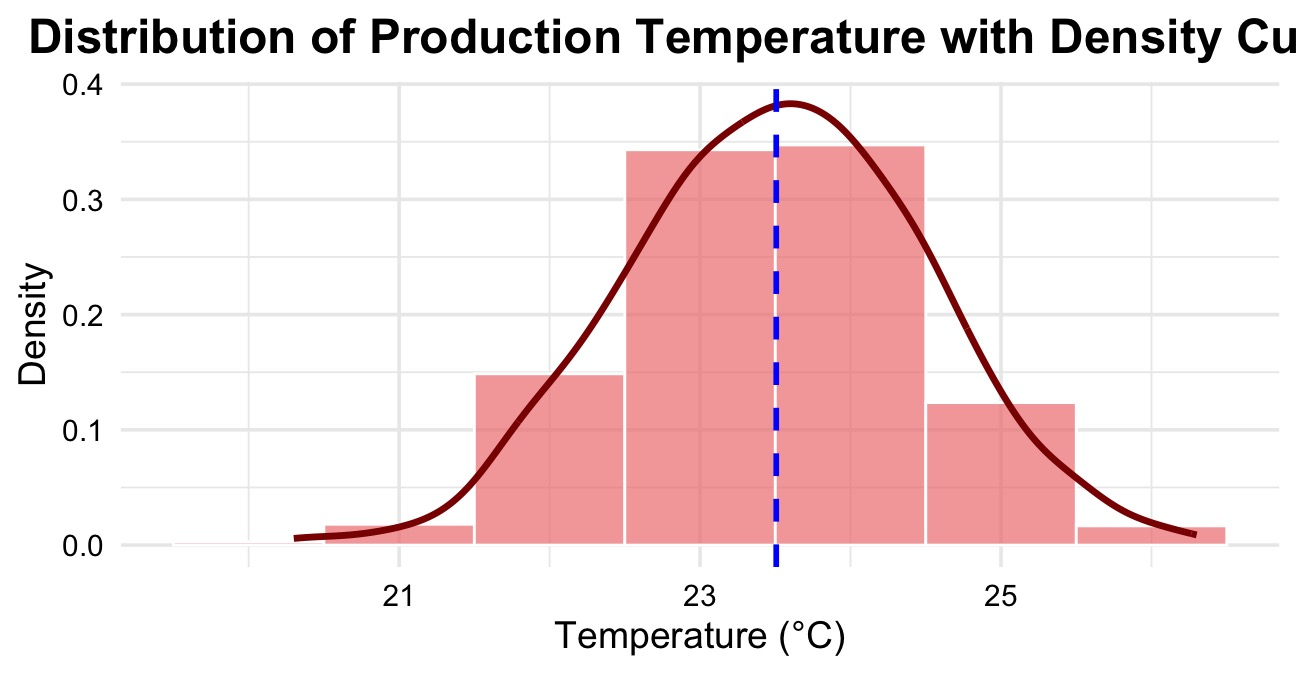 Distribution of Production Temperature with Density Cu
0.4
0.3
0.2
0.1
0.0
Density
21 23 25
Temperature (°C)